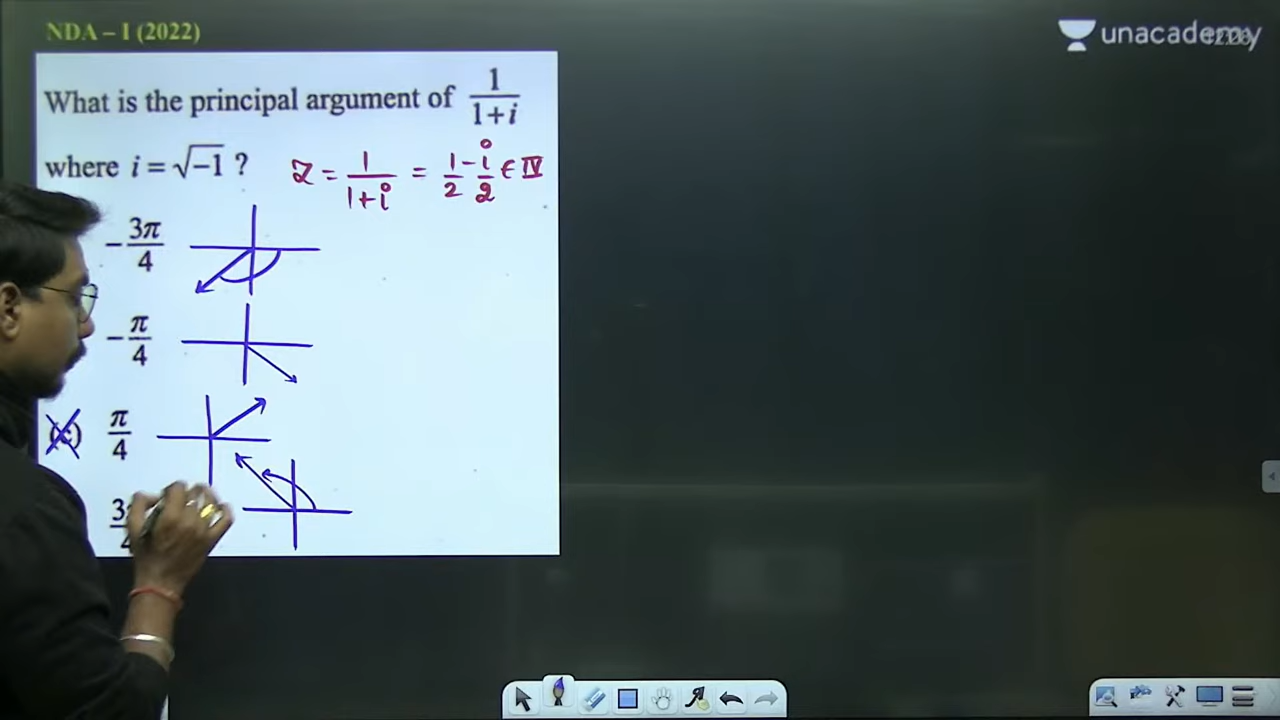 NDA – I (2022)
unacademy
What is the principal argument of 1/(1+i)
where i = √−1 ?
z = 1/(1+i) = 1/2 - i/2 ∈ IV
−3π/4
−π/4
(c) π/4
3